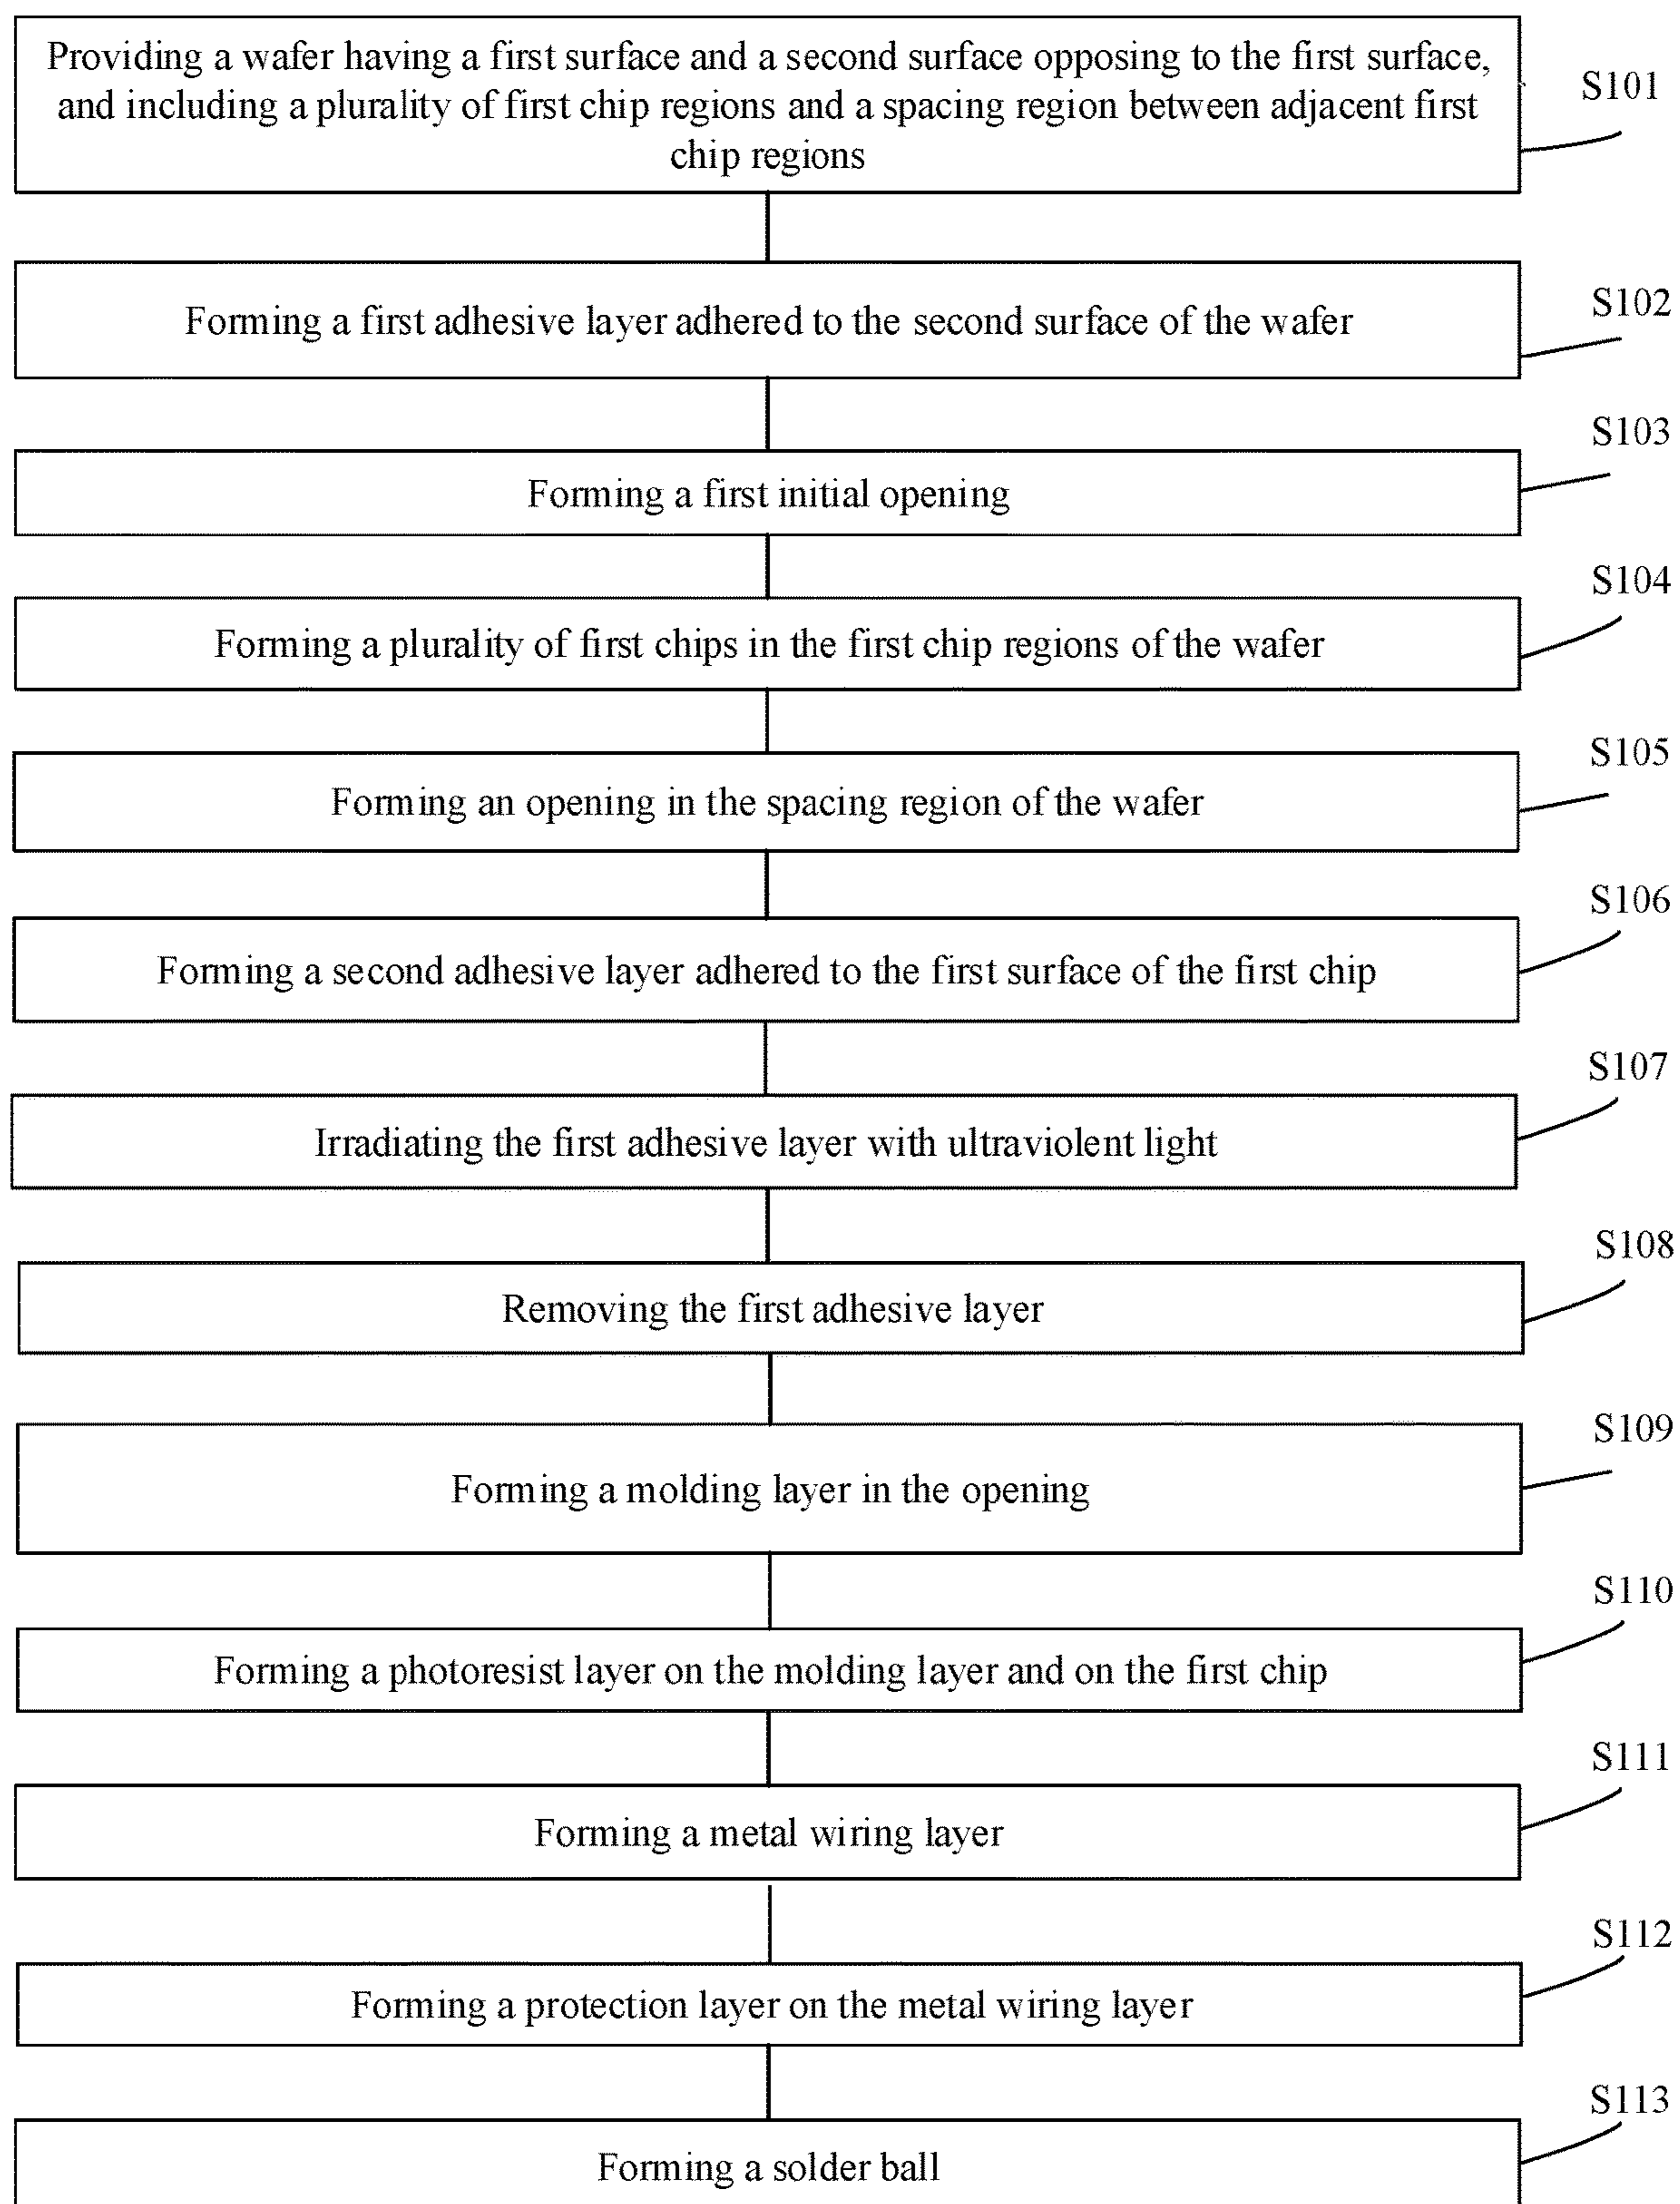 Providing a wafer having a first surface and a second surface opposing to the first surface,
and including a plurality of first chip regions and a spacing region between adjacent first
chip regions
S101
Forming a first adhesive layer adhered to the second surface of the wafer
S102
Forming a first initial opening
S103
Forming a plurality of first chips in the first chip regions of the wafer
S104
Forming an opening in the spacing region of the wafer
S105
Forming a second adhesive layer adhered to the first surface of the first chip
S106
Irradiating the first adhesive layer with ultraviolent light
S107
Removing the first adhesive layer
S108
Forming a molding layer in the opening
S109
Forming a photoresist layer on the molding layer and on the first chip
S110
Forming a metal wiring layer
S111
Forming a protection layer on the metal wiring layer
S112
Forming a solder ball
S113